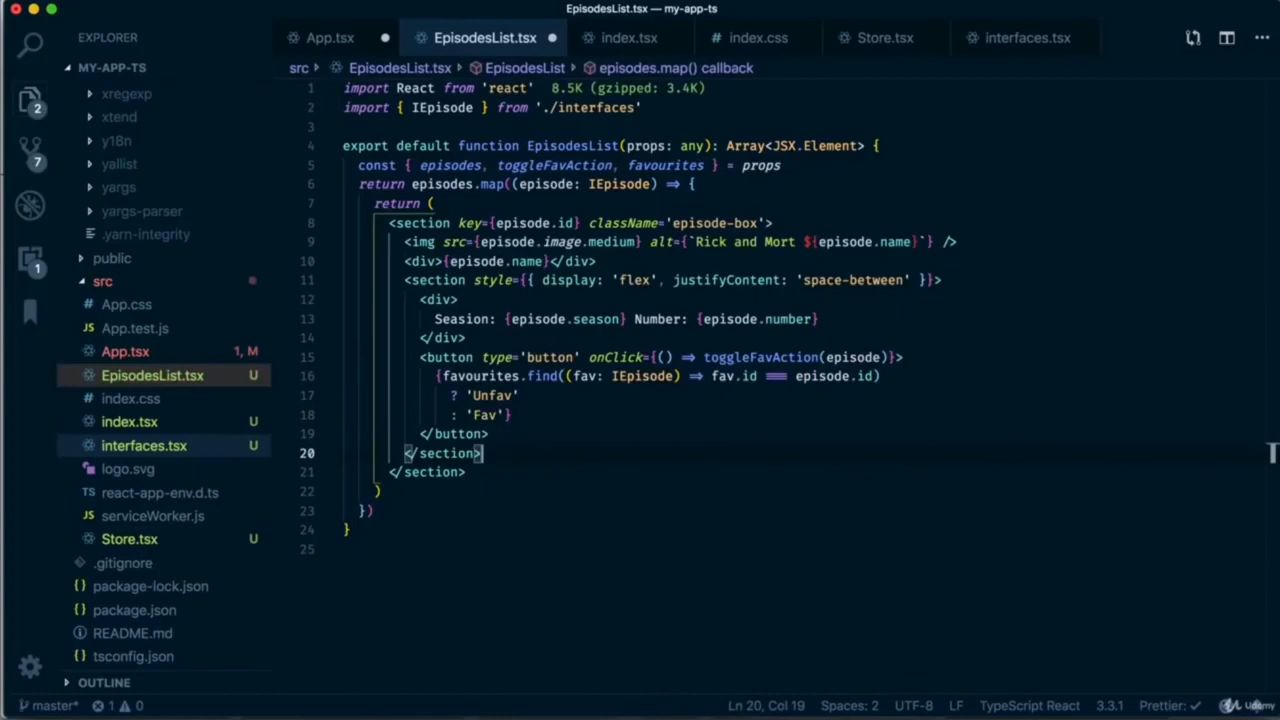 EpisodesList.tsx — my-app-ts
EXPLORER
App.tsx
EpisodesList.tsx
index.tsx
# index.css
Store.tsx
interfaces.tsx
MY-APP-TS
src › EpisodesList.tsx › EpisodesList › episodes.map() callback
xregexp
xtend
y18n
yallist
yargs
yargs-parser
.yarn-integrity
public
src
# App.css
JS App.test.js
App.tsx 1, M
EpisodesList.tsx U
# index.css
index.tsx U
interfaces.tsx U
logo.svg
TS react-app-env.d.ts
JS serviceWorker.js
Store.tsx U
.gitignore
{} package-lock.json
{} package.json
README.md
{} tsconfig.json
OUTLINE
2
7
1
1 import React from 'react' 8.5K (gzipped: 3.4K)
2 import { IEpisode } from './interfaces'
3
4 export default function EpisodesList(props: any): Array<JSX.Element> {
5 const { episodes, toggleFavAction, favourites } = props
6 return episodes.map((episode: IEpisode) => {
7 return (
8 <section key={episode.id} className='episode-box'>
9 <img src={episode.image.medium} alt={`Rick and Mort ${episode.name}`} />
10 <div>{episode.name}</div>
11 <section style={{ display: 'flex', justifyContent: 'space-between' }}>
12 <div>
13 Seasion: {episode.season} Number: {episode.number}
14 </div>
15 <button type='button' onClick={() => toggleFavAction(episode)}>
16 {favourites.find((fav: IEpisode) => fav.id === episode.id)
17 ? 'Unfav'
18 : 'Fav'}
19 </button>
20 </section>
21 </section>
22 )
23 })
24 }
25
master* 1 0
Ln 20, Col 19 Spaces: 2 UTF-8 LF TypeScript React 3.3.1 Prettier: ✓
Udemy